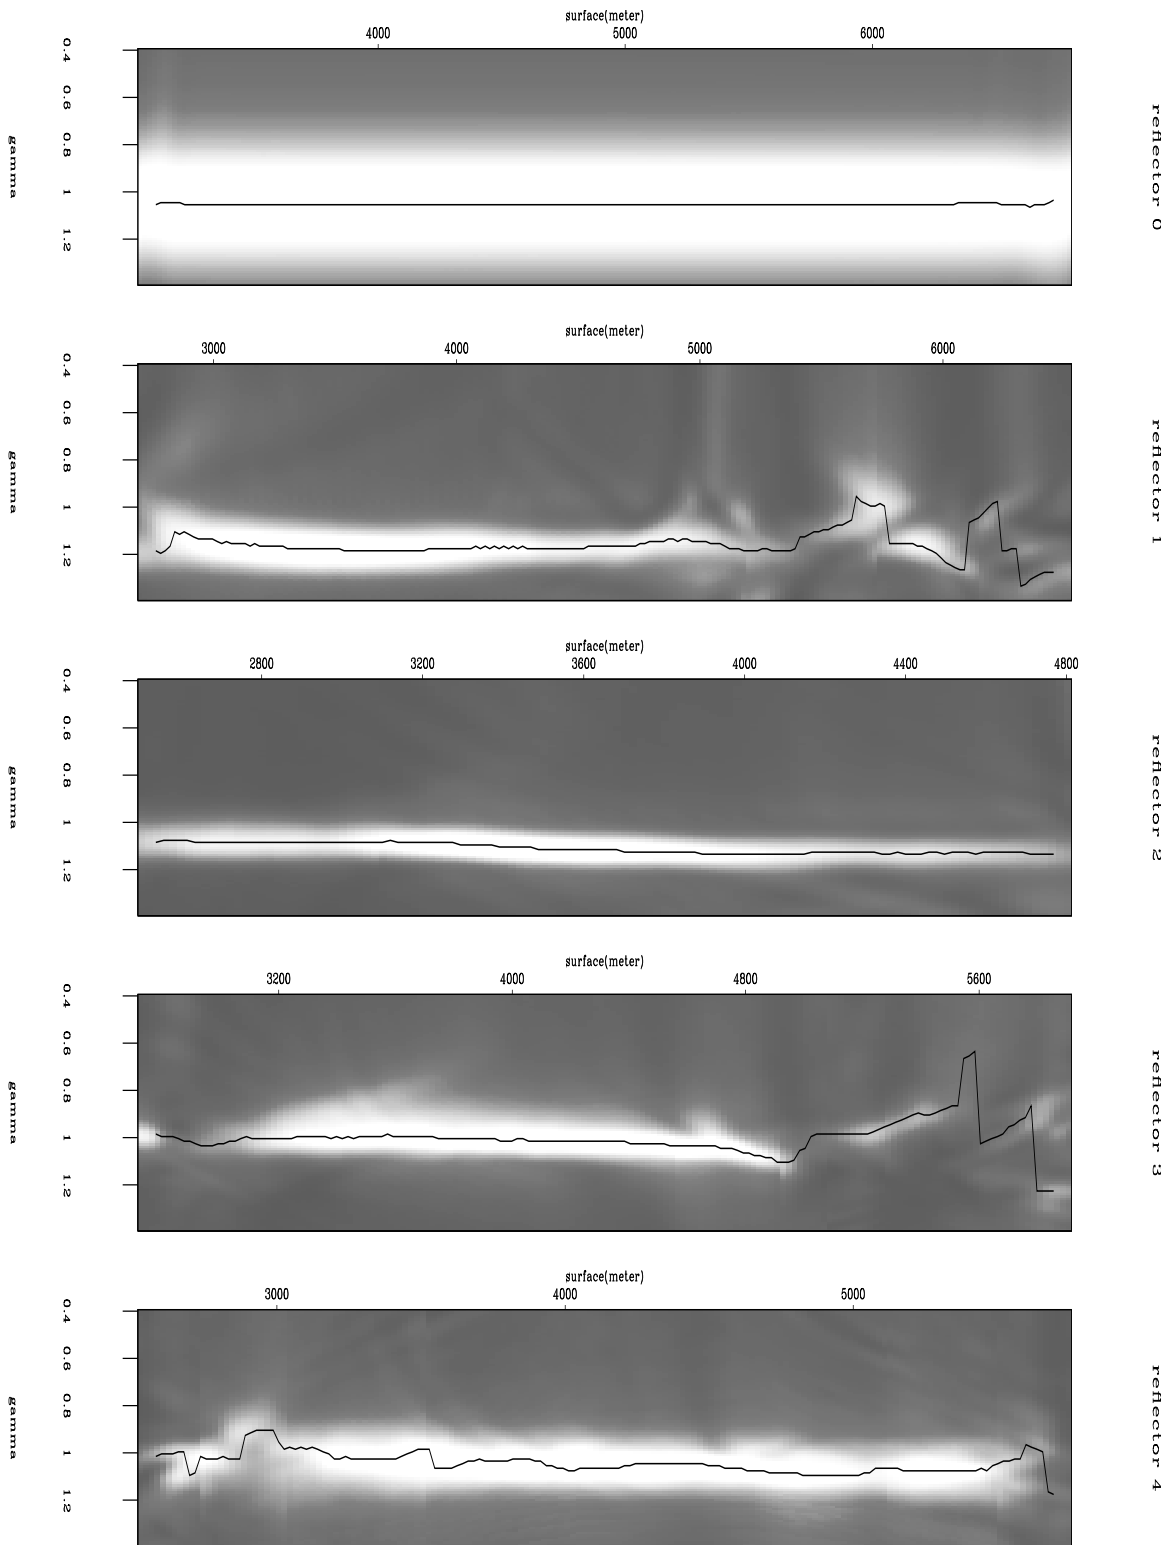 surface(meter)
4000 5000 6000
0.4 0.6 0.8 1 1.2
gamma
reflector 0
surface(meter)
3000 4000 5000 6000
0.4 0.6 0.8 1 1.2
gamma
reflector 1
surface(meter)
2800 3200 3600 4000 4400 4800
0.4 0.6 0.8 1 1.2
gamma
reflector 2
surface(meter)
3200 4000 4800 5600
0.4 0.6 0.8 1 1.2
gamma
reflector 3
surface(meter)
3000 4000 5000
0.4 0.6 0.8 1 1.2
gamma
reflector 4